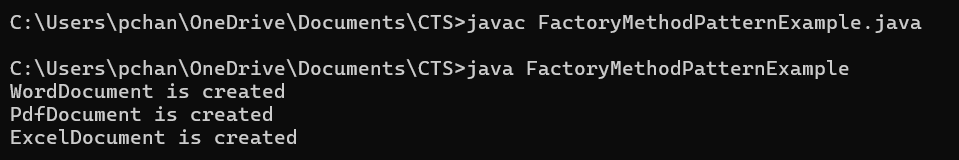 C:\Users\pchan\OneDrive\Documents\CTS>javac FactoryMethodPatternExample.java
C:\Users\pchan\OneDrive\Documents\CTS>java FactoryMethodPatternExample
WordDocument is created
PdfDocument is created
ExcelDocument is created